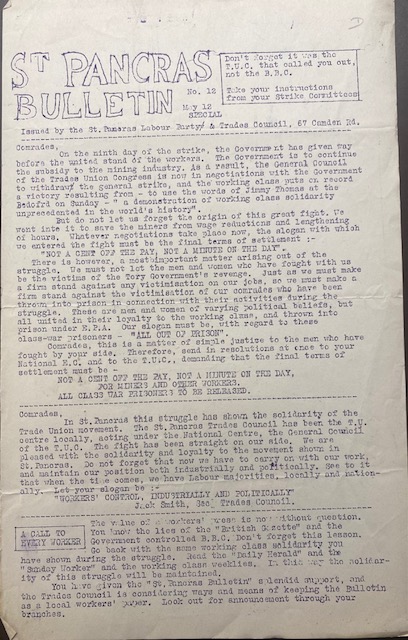 ST PANCRAS
BULLETIN
No. 12
May 12
SPECIAL
Don't forget it was the
T.U.C. that called you out,
not the B.B.C.
Take your instructions
from your Strike Committees
Issued by the St.Pancras Labour Party & Trades Council, 67 Camden Rd.
Comrades,
On the ninth day of the strike, the Government has given way
before the united stand of the workers. The Government is to continue
the subsidy to the mining industry. As a result, the General Council
of the Trades Union Congress is now in negotiations with the Government
to withdraw the general strike, and the working class puts on record
a victory resulting from - to use the words of Jimmy Thomas at the
Bedford on Sunday - " a demonstration of working class solidarity
unprecedented in the world's history".
But do not let us forget the origin of this great fight. We
went into it to save the miners from wage reductions and lengthening
of hours. Whatever negotiations take place now, the slogan with which
we entered the fight must be the final terms of settlement :-
"NOT A CENT OFF THE PAY, NOT A MINUTE ON THE DAY".
There is however, a most important matter arising out of the
struggle. We must not let the men and women who have fought with us
be the victims of the Tory Government's revenge. Just as we must make
a firm stand against any victimisation on our jobs, so we must make a
firm stand against the victimisation of our comrades who have been
thrown into prison in connection with their activities during the
struggle. These are men and women of varying political beliefs, but
all united in their loyalty to the working class, and thrown into
prison under E.P.A. Our slogan must be, with regard to these
class-war prisoners - "ALL OUT OF PRISON".
Comrades, this is a matter of simple justice to the men who have
fought by your side. Therefore, send in resolutions at once to your
National E.C. and to the T.U.C., demanding that the final terms of
settlement must be -
NOT A CENT OFF THE PAY, NOT A MINUTE ON THE DAY,
FOR MINERS AND OTHER WORKERS.
ALL CLASS WAR PRISONERS TO BE RELEASED.
Comrades,
In St. Pancras this struggle has shown the solidarity of the
Trade Union movement. The St. Pancras Trades Council has been the T.U.
centre locally, acting under the National Centre, the General Council
of the T.U.C. The fight has been straight on our side. We are
pleased with the solidarity and loyalty to the movement shown in
St.Pancras. Do not forget that now we have to carry on with our work,
and maintain our position both industrially and politically. See to it
that when the time comes, we have Labour majorities, locally and nation-
ally. Let your slogan be :-
"WORKERS' CONTROL, INDUSTRIALLY AND POLITICALLY"
Jack Smith, Sec. Trades Council.
A CALL TO
EVERY WORKER
The value of a workers' press is now without question.
You know the lies of the "British Gazette" and the
Government controlled B.B.C. Don't forget this lesson.
Go back with the same working class solidarity you
have shown during the struggle. Read the "Daily Herald" and the
"Sunday Worker" and the working class weeklies. In this way the solidar-
ity of this struggle will be maintained.
You have given the "St.Pancras Bulletin" splendid support, and
the Trades Council is considering ways and means of keeping the Bulletin
as a local workers' paper. Look out for announcement through your
branches.